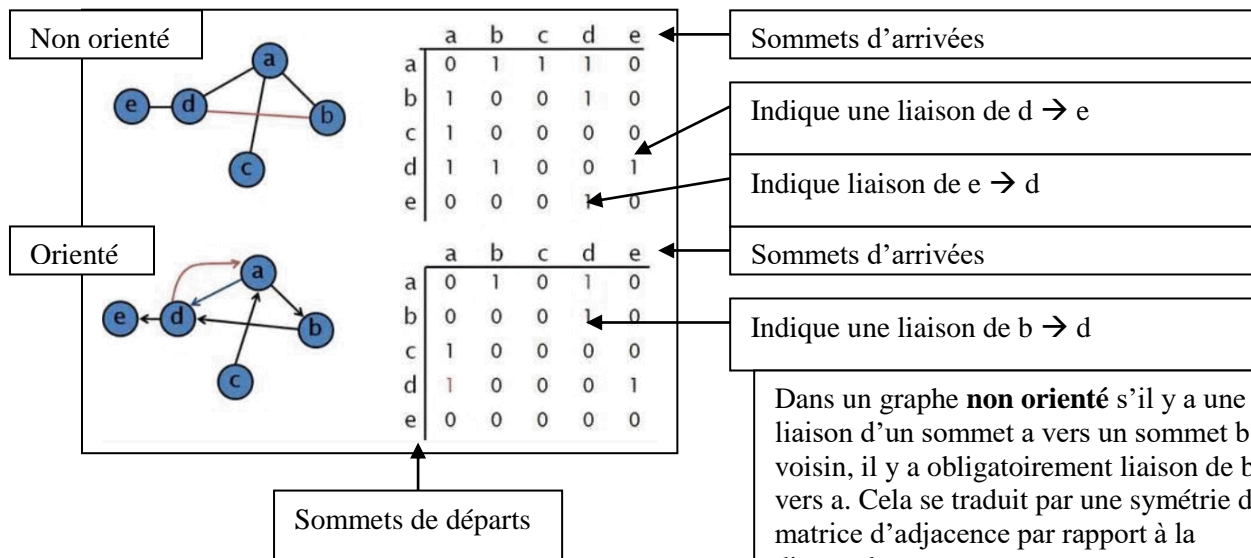 Non orienté
a
e d b
c
a b c d e
a 0 1 1 1 0
b 1 0 0 1 0
c 1 0 0 0 0
d 1 1 0 0 1
e 0 0 0 1 0
Sommets d’arrivées
Indique une liaison de d → e
Indique liaison de e → d
Orienté
a
e d b
c
a b c d e
a 0 1 0 1 0
b 0 0 0 1 0
c 1 0 0 0 0
d 1 0 0 0 1
e 0 0 0 0 0
Sommets d’arrivées
Indique une liaison de b → d
Sommets de départs
Dans un graphe non orienté s’il y a une
liaison d’un sommet a vers un sommet b
voisin, il y a obligatoirement liaison de b
vers a. Cela se traduit par une symétrie d
matrice d’adjacence par rapport à la